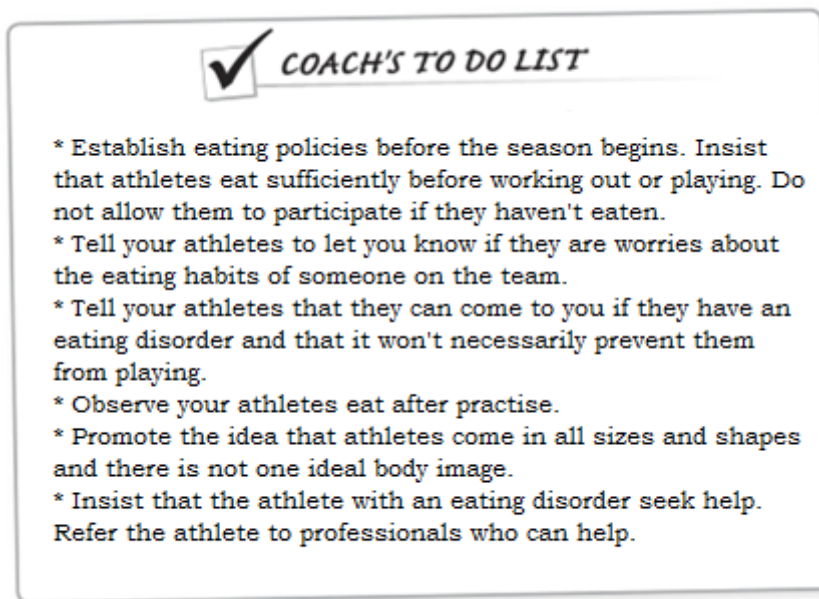 COACH'S TO DO LIST
* Establish eating policies before the season begins. Insist
that athletes eat sufficiently before working out or playing. Do
not allow them to participate if they haven't eaten.
* Tell your athletes to let you know if they are worries about
the eating habits of someone on the team.
* Tell your athletes that they can come to you if they have an
eating disorder and that it won't necessarily prevent them
from playing.
* Observe your athletes eat after practise.
* Promote the idea that athletes come in all sizes and shapes
and there is not one ideal body image.
* Insist that the athlete with an eating disorder seek help.
Refer the athlete to professionals who can help.